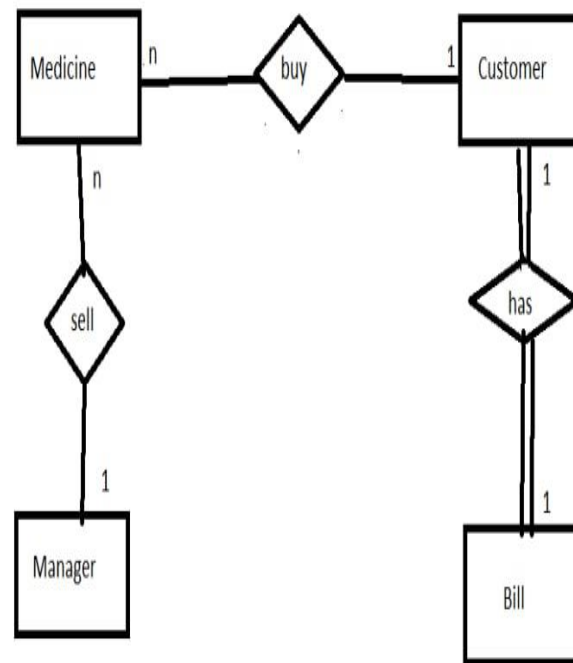 Medicine
n
buy
1
Customer
n
1
sell
has
1
1
Manager
Bill